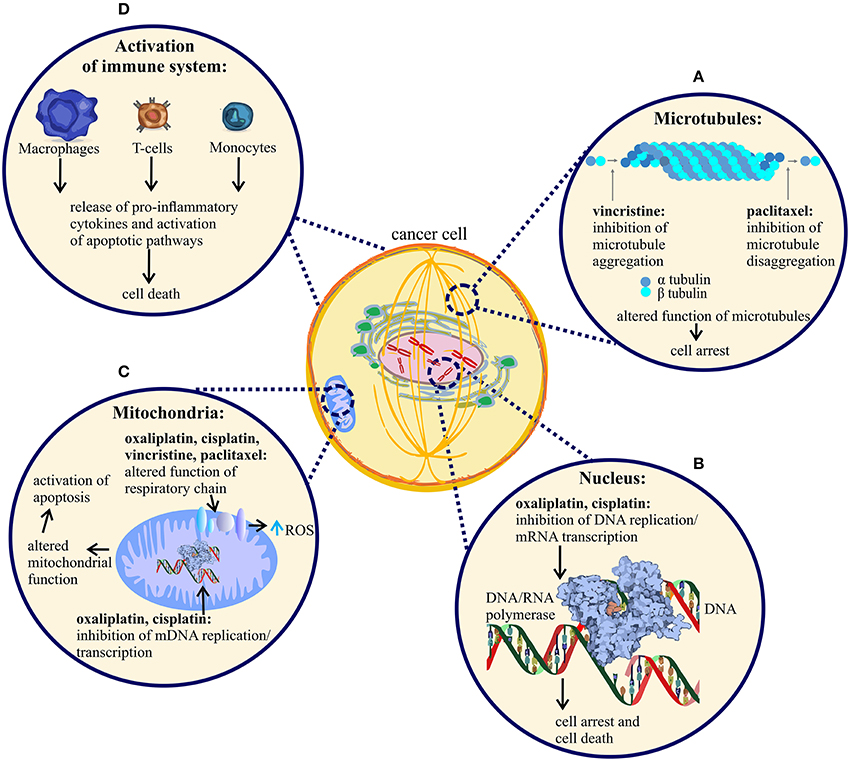 D
Activation
of immune system:
Macrophages
T-cells
Monocytes
release of pro-inflammatory
cytokines and activation
of apoptotic pathways
cell death
A
Microtubules:
vincristine:
inhibition of
microtubule
aggregation
paclitaxel:
inhibition of
microtubule
disaggregation
α tubulin
β tubulin
altered function of microtubules
cell arrest
cancer cell
C
Mitochondria:
oxaliplatin, cisplatin,
vincristine, paclitaxel:
altered function of
respiratory chain
activation of
apoptosis
ROS
altered
mitochondrial
function
oxaliplatin, cisplatin:
inhibition of mDNA replication/
transcription
B
Nucleus:
oxaliplatin, cisplatin:
inhibition of DNA replication/
mRNA transcription
DNA/RNA
polymerase
DNA
cell arrest and
cell death